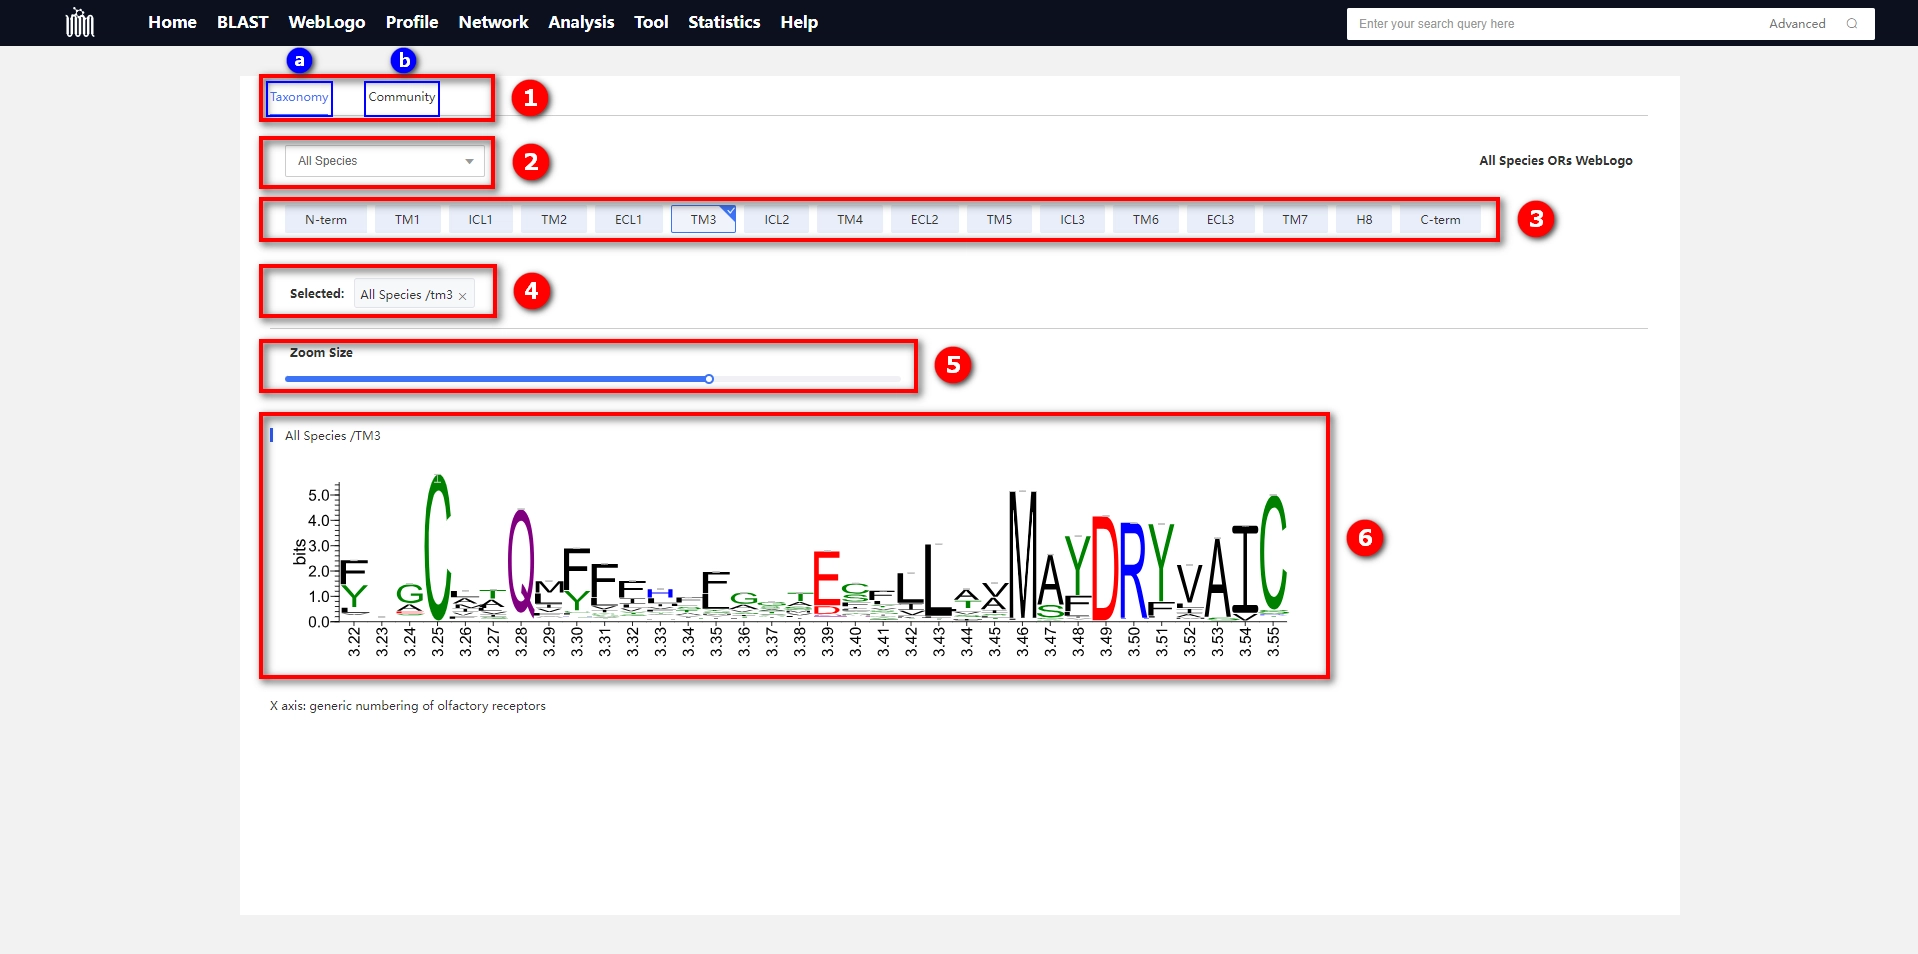 Home BLAST WebLogo Profile Network Analysis Tool Statistics Help
Enter your search query here Advanced
a b
Taxonomy Community 1
All Species 2 All Species ORs WebLogo
N-term TM1 ICL1 TM2 ECL1 TM3 ICL2 TM4 ECL2 TM5 ICL3 TM6 ECL3 TM7 H8 C-term 3
Selected: All Species /tm3 × 4
Zoom Size 5
All Species /TM3
5.0
4.0
3.0
2.0
1.0
0.0
bits
F Y G C Q M F Y F F H F G T E D C L L A T V A M A S Y F D R Y F V A I C
6
3.22 3.23 3.24 3.25 3.26 3.27 3.28 3.29 3.30 3.31 3.32 3.33 3.34 3.35 3.36 3.37 3.38 3.39 3.40 3.41 3.42 3.43 3.44 3.45 3.46 3.47 3.48 3.49 3.50 3.51 3.52 3.53 3.54 3.55
X axis: generic numbering of olfactory receptors